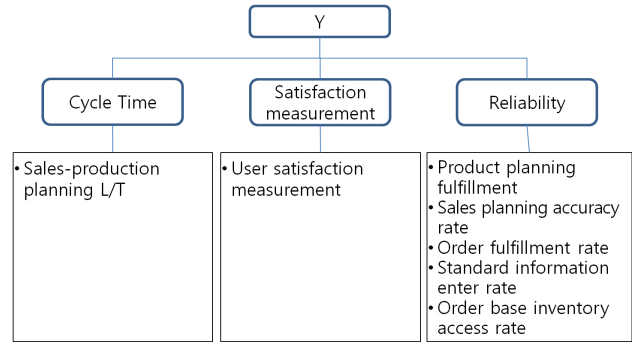 Y
Cycle Time
Satisfaction
measurement
Reliability
• Sales-production
planning L/T
• User satisfaction
measurement
• Product planning
fulfillment
• Sales planning accuracy
rate
• Order fulfillment rate
• Standard information
enter rate
• Order base inventory
access rate